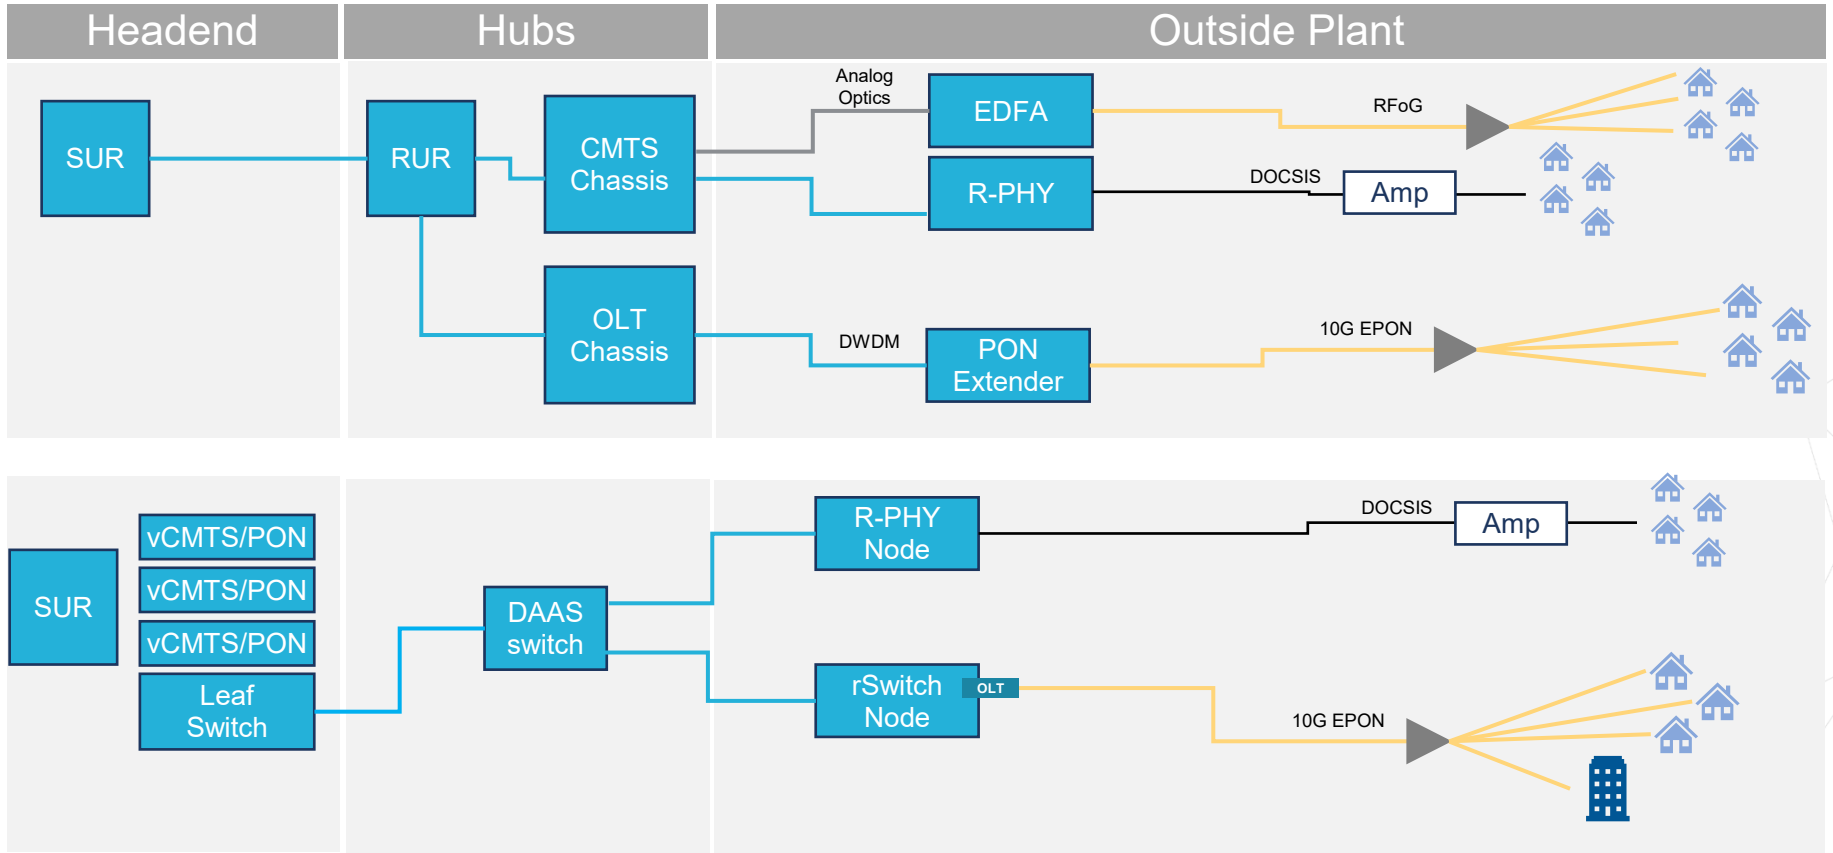 Headend
Hubs
Outside Plant
SUR
RUR
CMTS
Chassis
Analog
Optics
EDFA
RFoG
R-PHY
DOCSIS
Amp
OLT
Chassis
DWDM
PON
Extender
10G EPON
SUR
vCMTS/PON
vCMTS/PON
vCMTS/PON
Leaf
Switch
DAAS
switch
R-PHY
Node
DOCSIS
Amp
rSwitch
Node
OLT
10G EPON